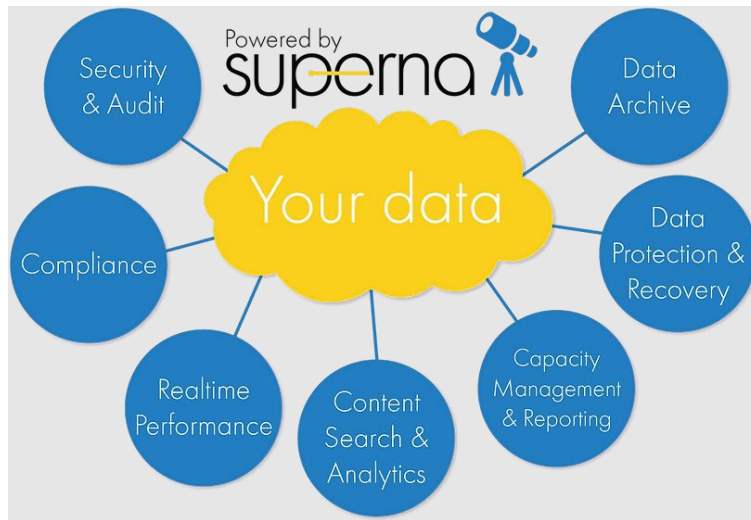 Powered by
superna
Your data
Security
& Audit
Compliance
Realtime
Performance
Content
Search &
Analytics
Capacity
Management
& Reporting
Data
Protection &
Recovery
Data
Archive